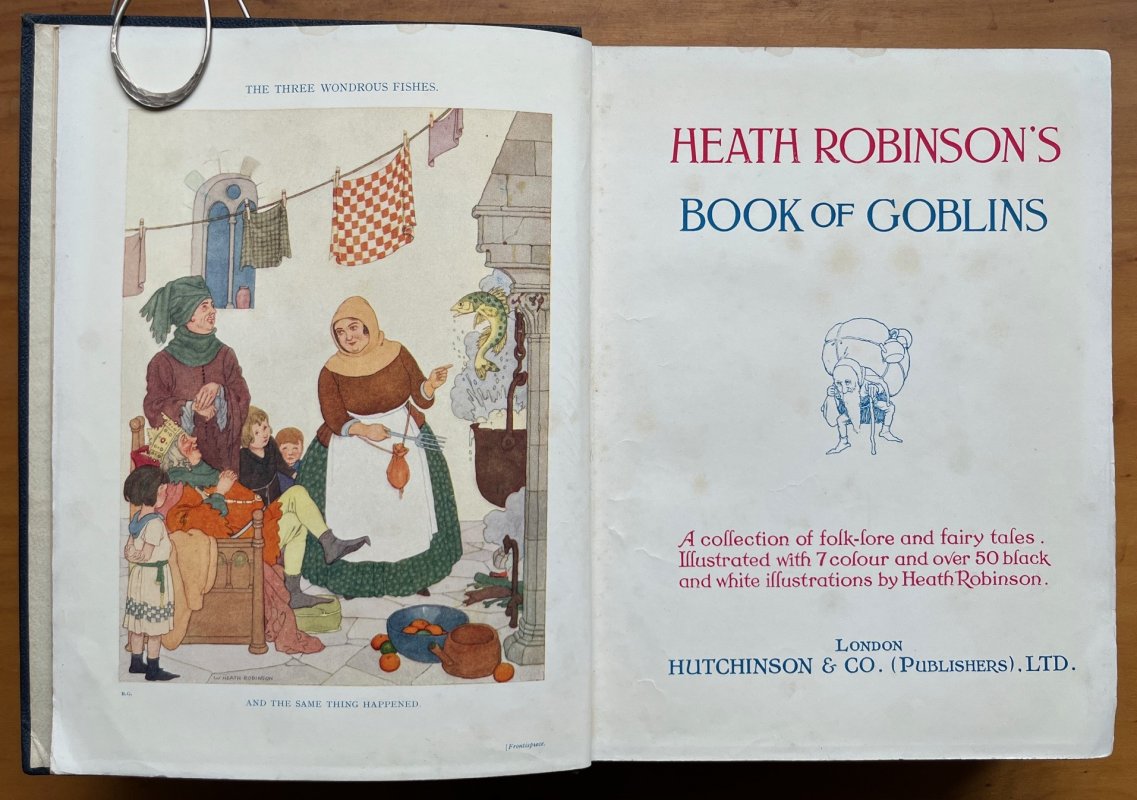 THE THREE WONDROUS FISHES.
W HEATH ROBINSON
B.G.
AND THE SAME THING HAPPENED.
[Frontispiece.
HEATH ROBINSON'S
BOOK OF GOBLINS
A collection of folk-lore and fairy tales.
Illustrated with 7 colour and over 50 black
and white illustrations by Heath Robinson.
LONDON
HUTCHINSON & CO. (PUBLISHERS), LTD.